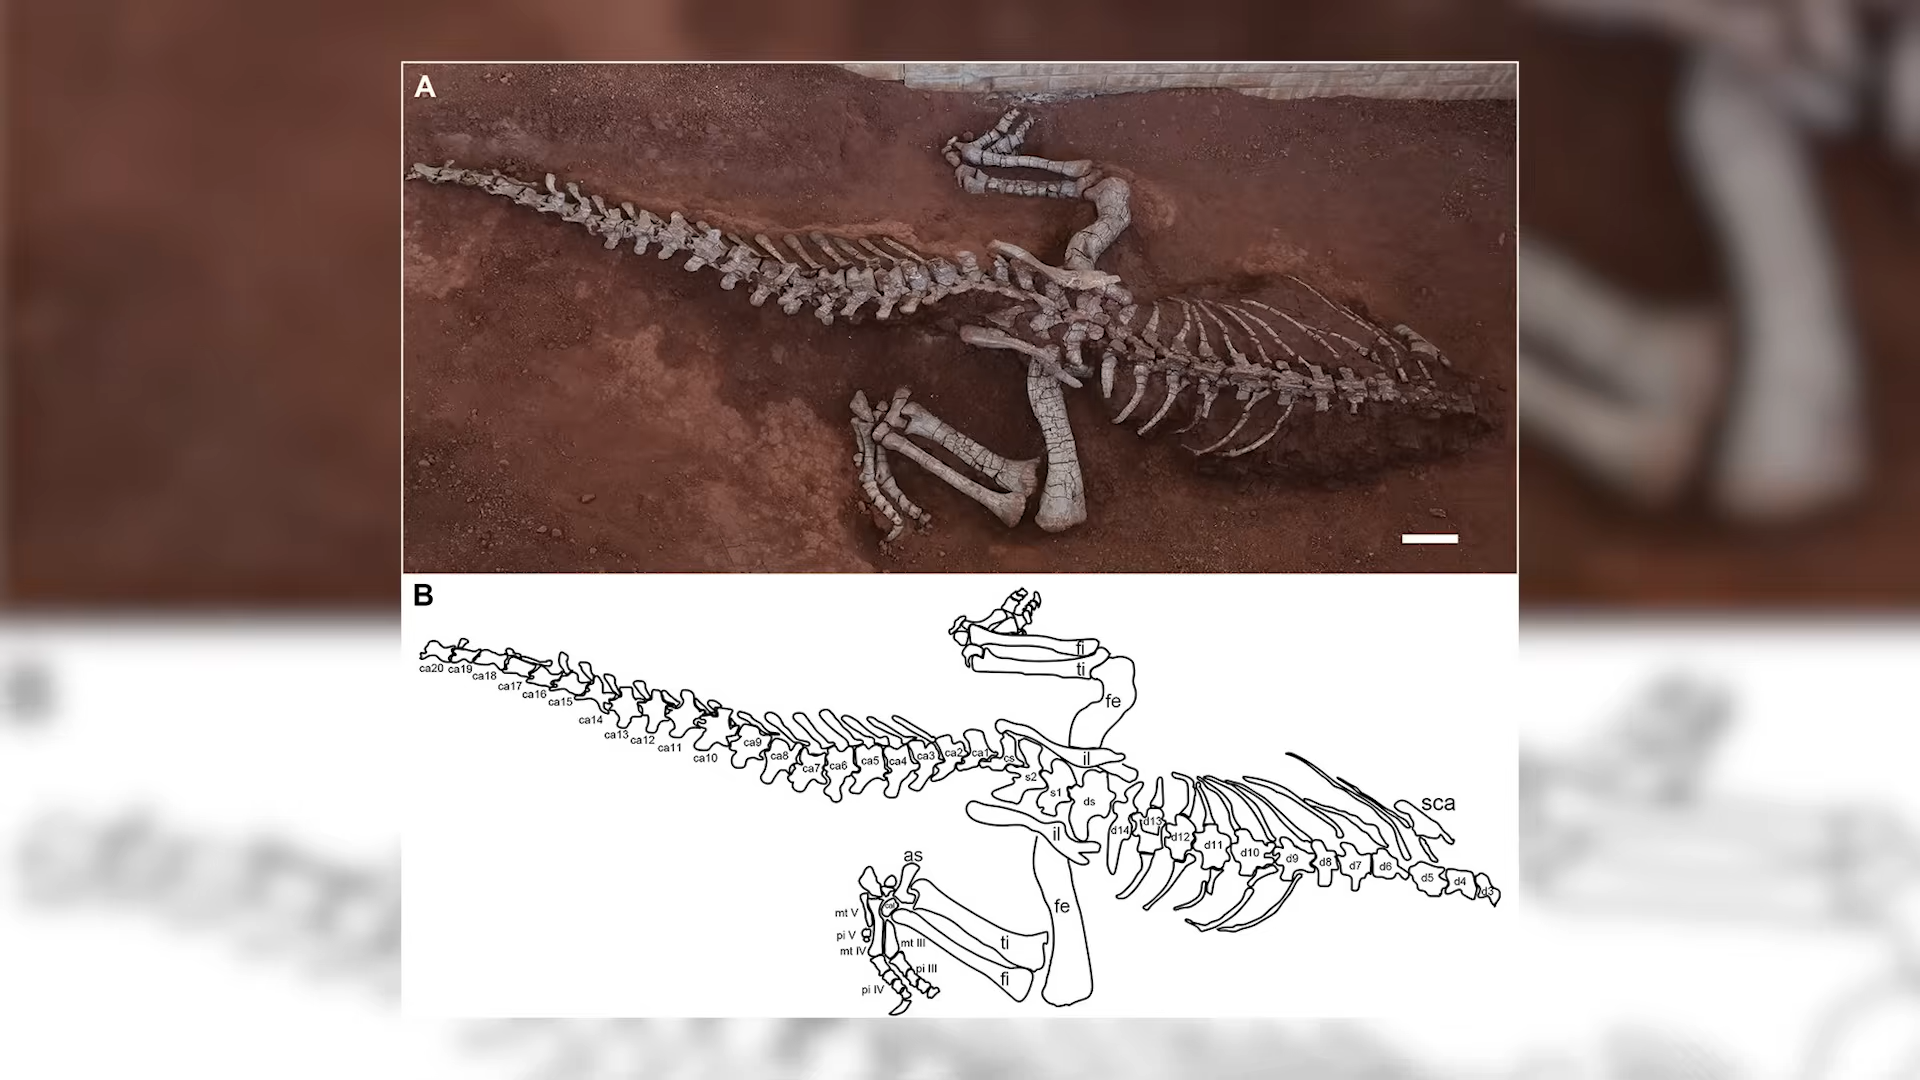 A
B
fi
ti
fe
ca20 ca19
ca18
ca17
ca16
ca15
ca14
ca13
ca12
ca11
ca10
ca9
ca8
ca7
ca6
ca5
ca4
ca3
ca2
ca1
cs
s2
s1
ds
il
il
d14
d13
d12
d11
d10
d9
d8
d7
d6
d5
d4
d3
sca
as
cal
mt V
pi V
mt IV
mt III
pi III
pi IV
ti
fi
fe